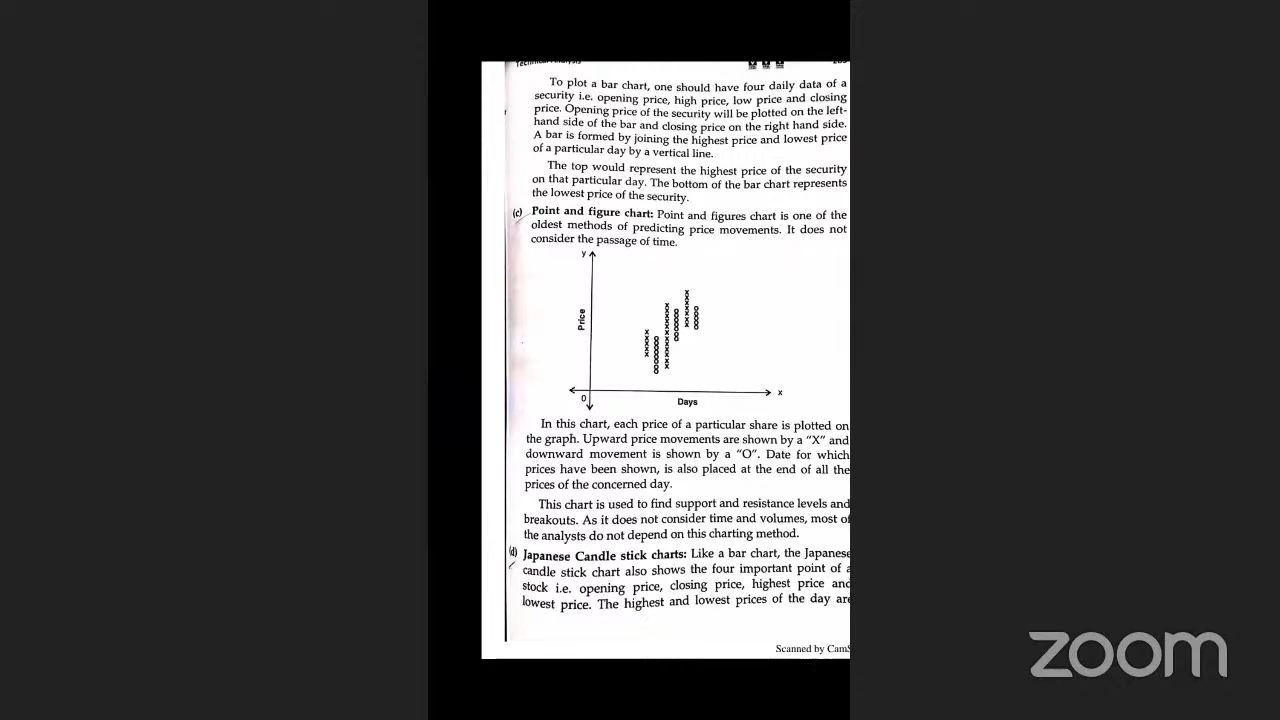 Technical Analysis
To plot a bar chart, one should have four daily data of a
security i.e. opening price, high price, low price and closing
price. Opening price of the security will be plotted on the left-
hand side of the bar and closing price on the right hand side.
A bar is formed by joining the highest price and lowest price
of a particular day by a vertical line.
The top would represent the highest price of the security
on that particular day. The bottom of the bar chart represents
the lowest price of the security.
(c) Point and figure chart: Point and figures chart is one of the
oldest methods of predicting price movements. It does not
consider the passage of time.
y
Price
0
Days
x
In this chart, each price of a particular share is plotted on
the graph. Upward price movements are shown by a "X" and
downward movement is shown by a "O". Date for which
prices have been shown, is also placed at the end of all the
prices of the concerned day.
This chart is used to find support and resistance levels and
breakouts. As it does not consider time and volumes, most of
the analysts do not depend on this charting method.
(d) Japanese Candle stick charts: Like a bar chart, the Japanese
candle stick chart also shows the four important point of a
stock i.e. opening price, closing price, highest price and
lowest price. The highest and lowest prices of the day are
Scanned by CamS
zoom